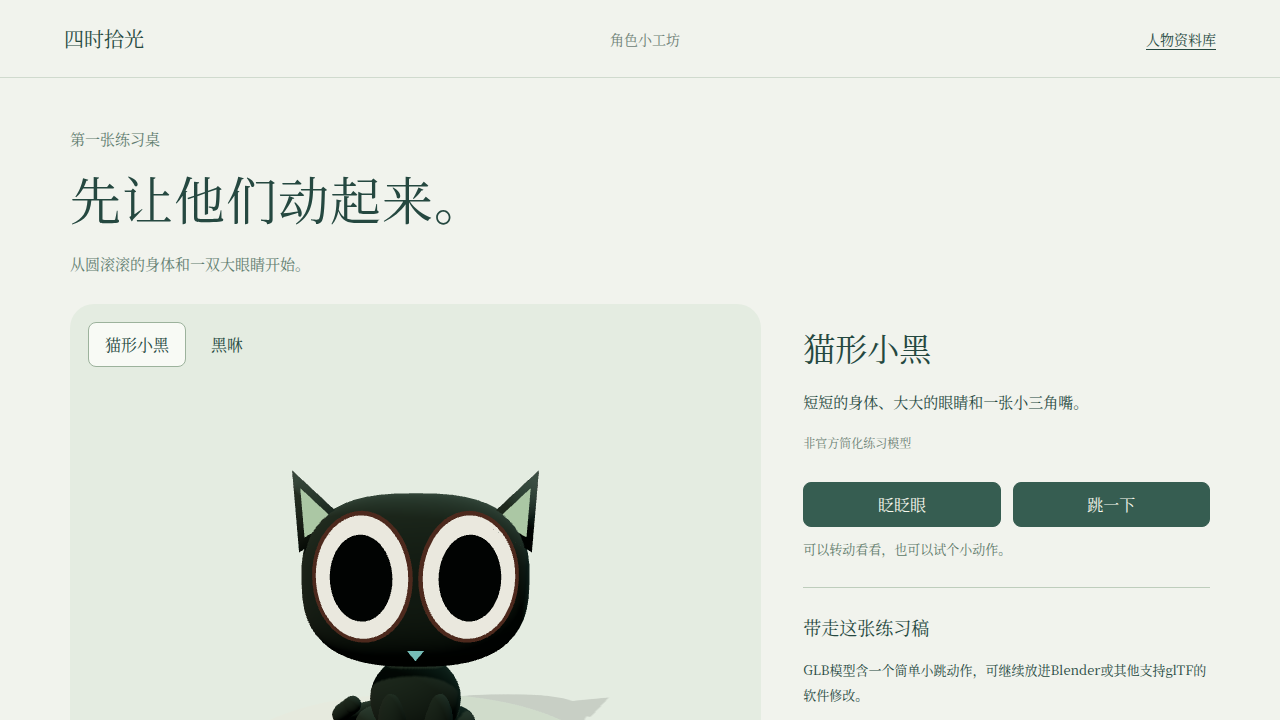 四时拾光
角色小工坊
人物资料库
第一张练习桌
先让他们动起来。
从圆滚滚的身体和一双大眼睛开始。
猫形小黑
黑咻
猫形小黑
短短的身体、大大的眼睛和一张小三角嘴。
非官方简化练习模型
眨眨眼
跳一下
可以转动看看，也可以试个小动作。
带走这张练习稿
GLB模型含一个简单小跳动作，可继续放进Blender或其他支持glTF的
软件修改。